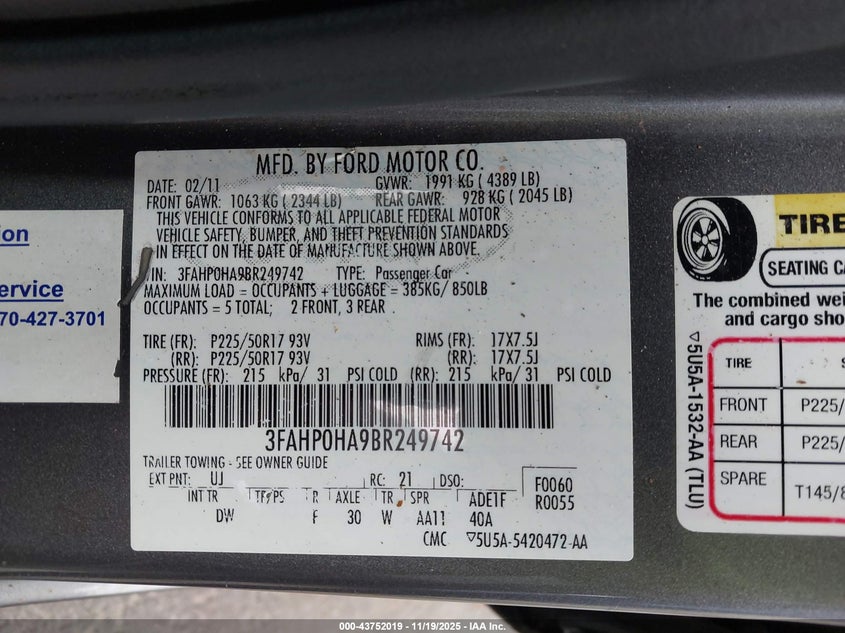 MFD. BY FORD MOTOR CO.
DATE: 02/11 GVWR: 1991 KG ( 4389 LB)
FRONT GAWR: 1063 KG ( 2344 LB) REAR GAWR: 928 KG ( 2045 LB)
THIS VEHICLE CONFORMS TO ALL APPLICABLE FEDERAL MOTOR
VEHICLE SAFETY, BUMPER, AND THEFT PREVENTION STANDARDS
IN EFFECT ON THE DATE OF MANUFACTURE SHOWN ABOVE.
IN: 3FAHP0HA9BR249742 TYPE: Passenger Car
MAXIMUM LOAD = OCCUPANTS + LUGGAGE = 385KG/ 850LB
OCCUPANTS = 5 TOTAL; 2 FRONT, 3 REAR
TIRE (FR): P225/50R17 93V RIMS (FR): 17X7.5J
(RR): P225/50R17 93V (RR): 17X7.5J
PRESSURE (FR): 215 kPa/ 31 PSI COLD (RR): 215 kPa/ 31 PSI COLD
3FAHP0HA9BR249742
TRAILER TOWING - SEE OWNER GUIDE
EXT PNT: UJ RC: 21 DSO: F0060
INT TR TP/PS R AXLE TR SPR ADE1F R0055
DW F 30 W AA11 40A
CMC ▽5U5A-5420472-AA
ion
ervice
70-427-3701
TIRE
SEATING CA
The combined wei
and cargo sho
▽5U5A-1532-AA (TLU)
TIRE S
FRONT P225/
REAR P225/
SPARE T145/8
000-43752019 - 11/19/2025 - IAA Inc.